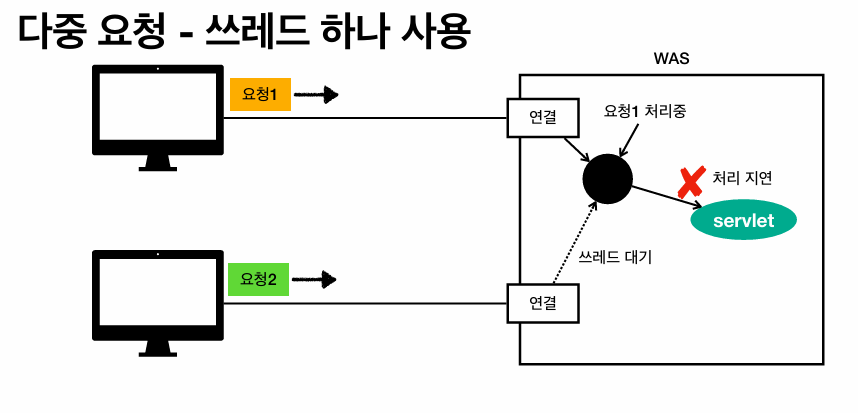 다중 요청 - 쓰레드 하나 사용
WAS
요청1
연결
요청1 처리중
처리 지연
servlet
쓰레드 대기
요청2
연결